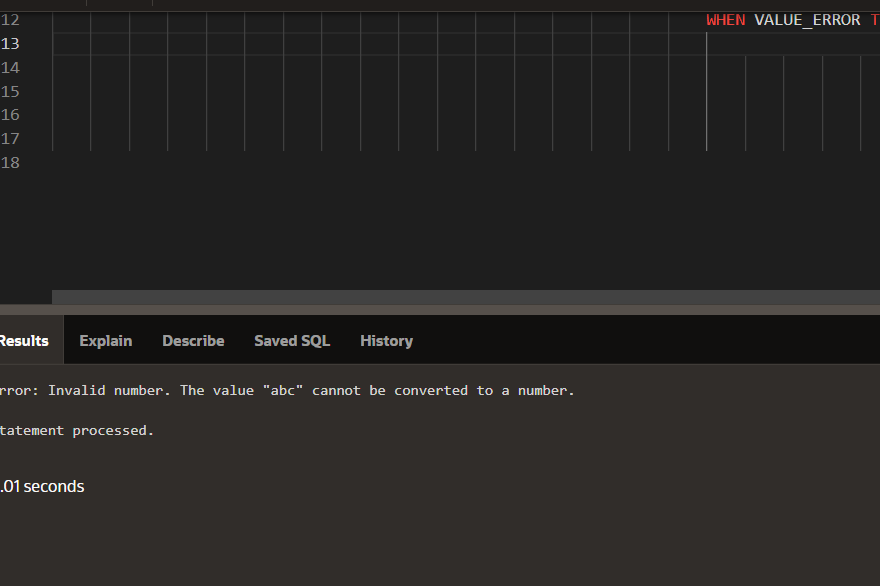 12 WHEN VALUE_ERROR T
13
14
15
16
17
18
Results Explain Describe Saved SQL History
rror: Invalid number. The value "abc" cannot be converted to a number.
tatement processed.
.01 seconds